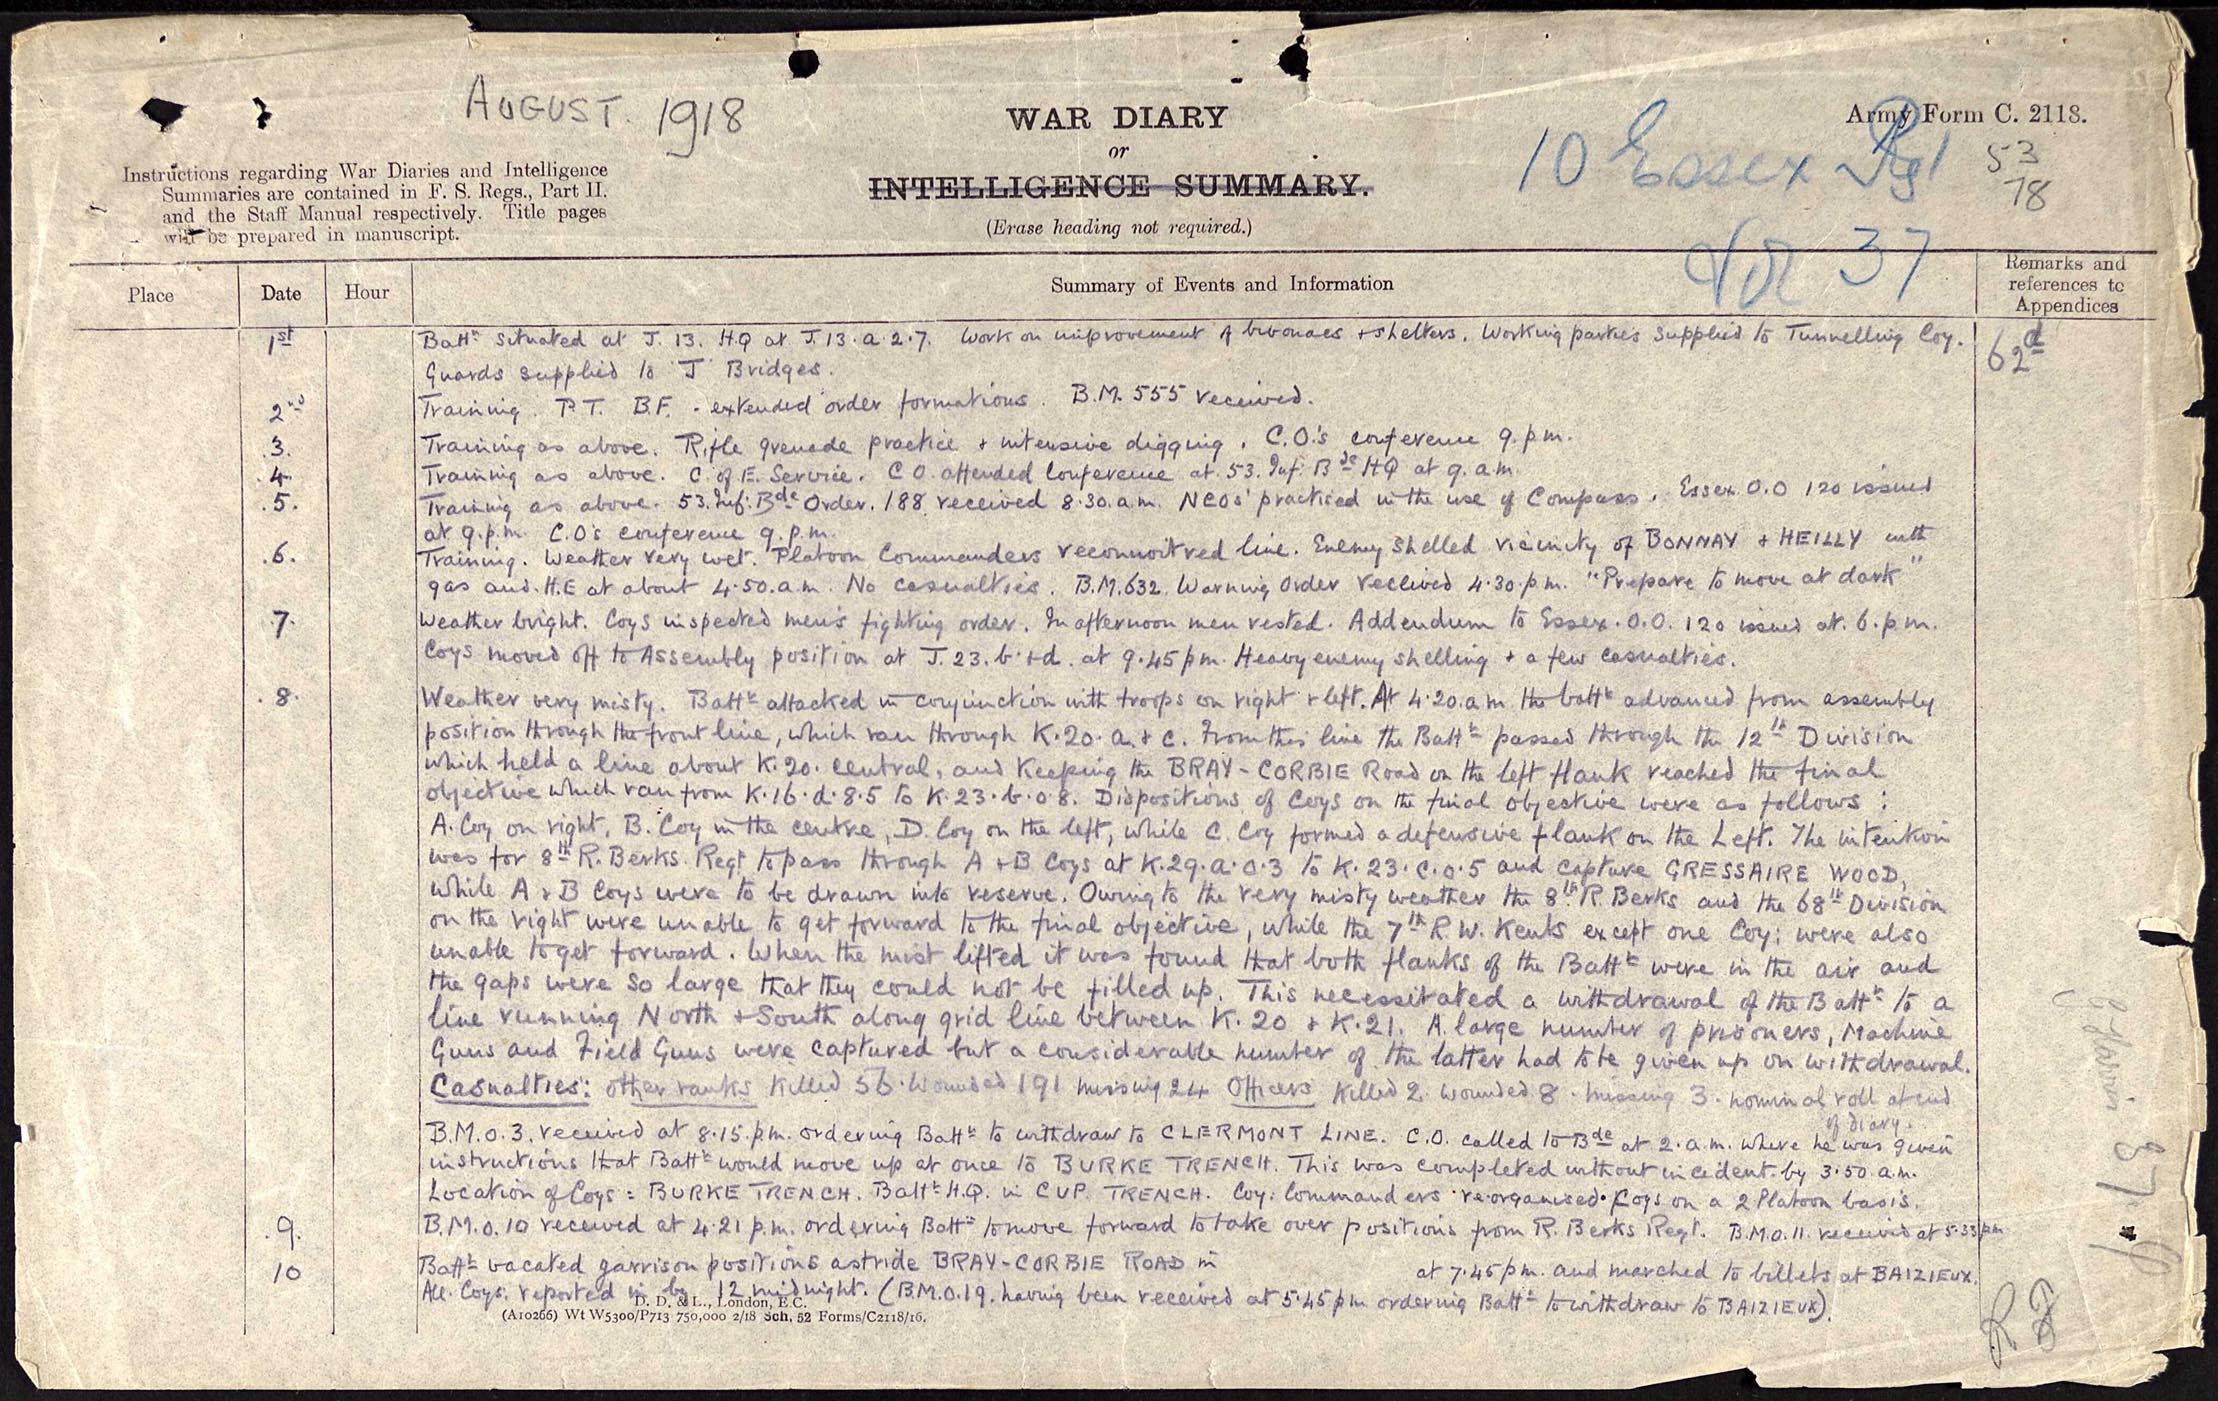 AUGUST. 1918
WAR DIARY
or
INTELLIGENCE SUMMARY.
(Erase heading not required.)
Army Form C. 2118.
10 Essex Rgt
53
18
Vol 37
Instructions regarding War Diaries and Intelligence
Summaries are contained in F. S. Regs., Part II.
and the Staff Manual respectively. Title pages
will be prepared in manuscript.
Place Date Hour Summary of Events and Information Remarks and references to Appendices
1st Battn situated at J. 13. H.Q at J.13.a.2.7. Work on improvement of bivouacs + shelters. Working parties supplied to Tunnelling Coy. 62d
Guards supplied to J Bridges.
2nd Training. P.T. B.F. - extended order formations. B.M. 555 received.
3. Training as above. Rifle grenade practice + intensive digging. C.O.'s conference 9.p.m.
4. Training as above. C. of E. Service. C O. attended Conference at 53. Inf: Bde HQ at 9.a.m.
5. Training as above. 53. Inf: Bde Order. 188 received 8.30.a.m. NCOs' practised in the use of Compass. Essex O.O 120 issued
at 9.p.m. C.O's conference 9.p.m.
6. Training. Weather very wet. Platoon Commanders reconnoitred line. Enemy shelled vicinity of BONNAY + HEILLY with
gas and. H.E at about 4.50.a.m. No casualties. B.M.632. Warning Order received 4.30.p.m. "Prepare to move at dark"
7. Weather bright. Coys inspected men's fighting order. In afternoon men rested. Addendum to Essex.O.O. 120 issued at. 6.p.m.
Coys moved off to Assembly position at J.23.b.+d. at 9.45 pm. Heavy enemy shelling + a few casualties.
8. Weather very misty. Battn attacked in conjunction with troops on right + left. At 4.20.a.m the battn advanced from assembly
position through the front line, which ran through K.20.a.+ c. From this line the Battn passed through the 12th Division
which held a line about K.20. central, and keeping the BRAY-CORBIE Road on the left flank reached the final
objective which ran from K.16.d.8.5 to K.23.b.0 8. Dispositions of Coys on the final objective were as follows :
A. Coy on right, B. Coy in the centre, D. Coy on the left, while C. Coy formed a defensive flank on the Left. The intention
was for 8th R. Berks Regt to pass through A + B Coys at K.29.a.0.3 to K.23.c.0.5 and capture GRESSAIRE WOOD,
while A + B Coys were to be drawn into reserve. Owing to the very misty weather the 8th R. Berks and the 68th Division
on the right were unable to get forward to the final objective, while the 7th R W. Kents except one Coy: were also
unable to get forward. When the mist lifted it was found that both flanks of the Battn were in the air and
the gaps were so large that they could not be filled up. This necessitated a withdrawal of the Battn to a
line running North + South along grid line between K. 20 + K.21. A large number of prisoners, Machine
Guns and Field Guns were captured but a considerable number of the latter had to be given up on withdrawal.
Casualties: other ranks killed 56 Wounded 191 missing 24 Officers killed 2. wounded 8. missing 3. nominal roll at end
of diary.
B.M.0.3. received at 8.15.p.m. ordering Battn to withdraw to CLERMONT LINE. C.O. called to Bde at 2.a.m. where he was given
instructions that Battn would move up at once to BURKE TRENCH. This was completed without incident by 3.50.a.m.
Location of Coys = BURKE TRENCH. Battn H.Q. in CUP TRENCH. Coy: Commanders re-organised Coys on a 2 Platoon basis.
9. B.M.0.10 received at 4.21 p.m. ordering Battn to move forward to take over positions from R. Berks Regt. B.M.0.11. received at 5.33 pm
10 Battn vacated garrison positions astride BRAY-CORBIE ROAD in at 7.45 pm. and marched to billets at BAIZIEUX.
All Coys. reported in by 12 midnight. (B.M.0.19. having been received at 5.45 pm ordering Battn to withdraw to BAIZIEUX).
D. D. & L., London, E.C.
(A10266) Wt W5300/P713 750,000 2/18 Sch. 52 Forms/C2118/16.